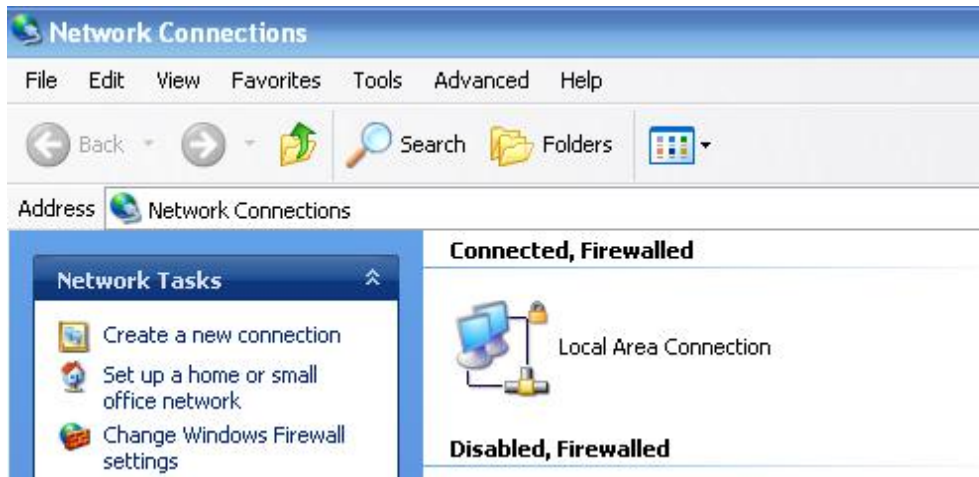 Network Connections
File Edit View Favorites Tools Advanced Help
Back Search Folders
Address Network Connections
Network Tasks
Create a new connection
Set up a home or small
office network
Change Windows Firewall
settings
Connected, Firewalled
Local Area Connection
Disabled, Firewalled